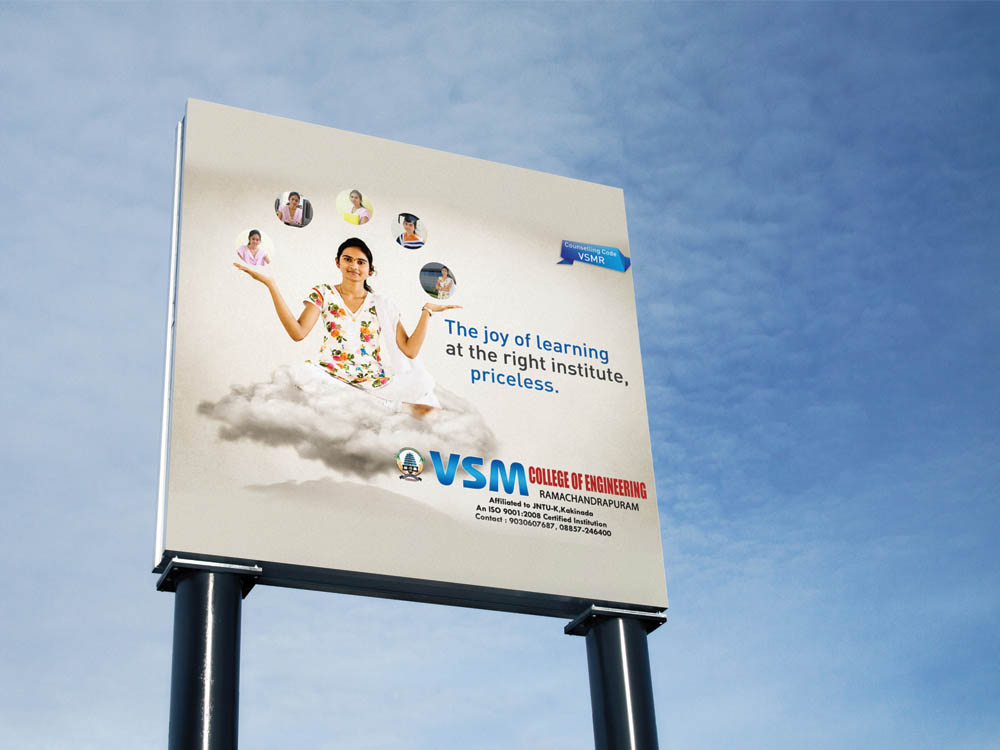 Counselling Code
VSMR
The joy of learning
at the right institute,
priceless.
VSM COLLEGE OF ENGINEERING
RAMACHANDRAPURAM
Affiliated to JNTU-K,Kakinada
An ISO 9001:2008 Certified Institution
Contact : 9030607687, 08857-246400